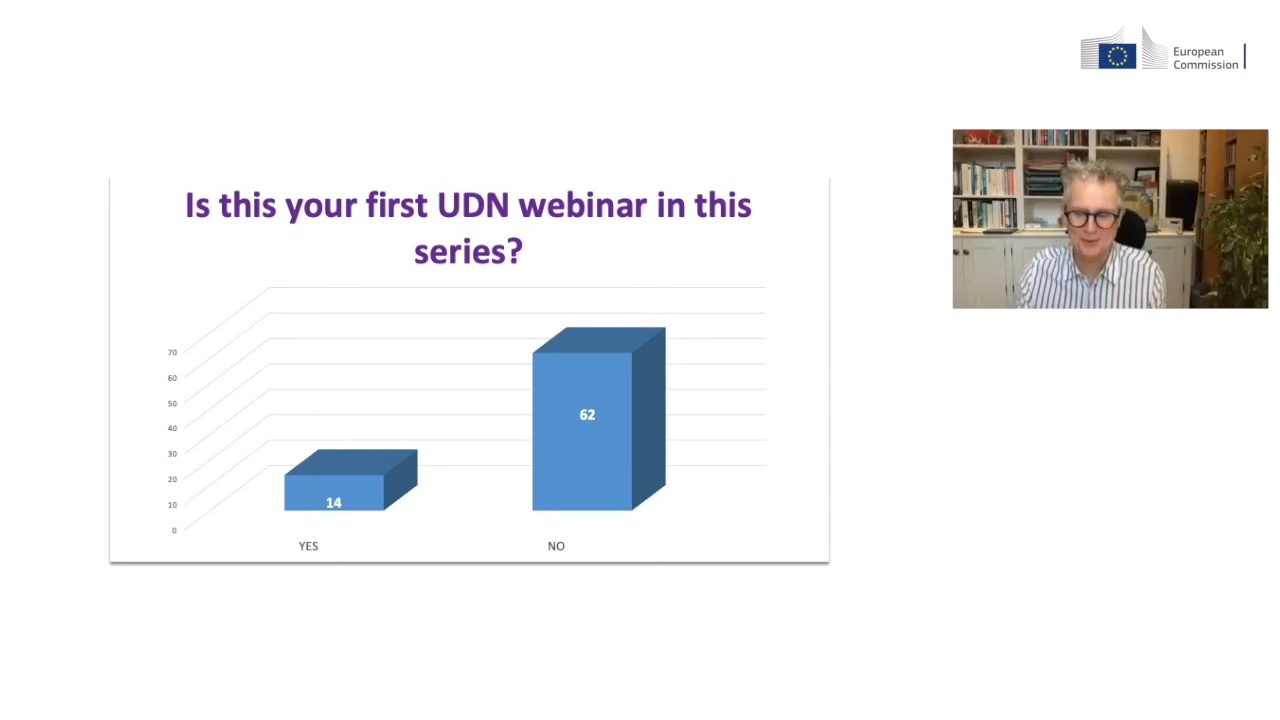 European
Commission
Is this your first UDN webinar in this
series?
70
60
50
40
30
20
10
0
62
14
YES
NO